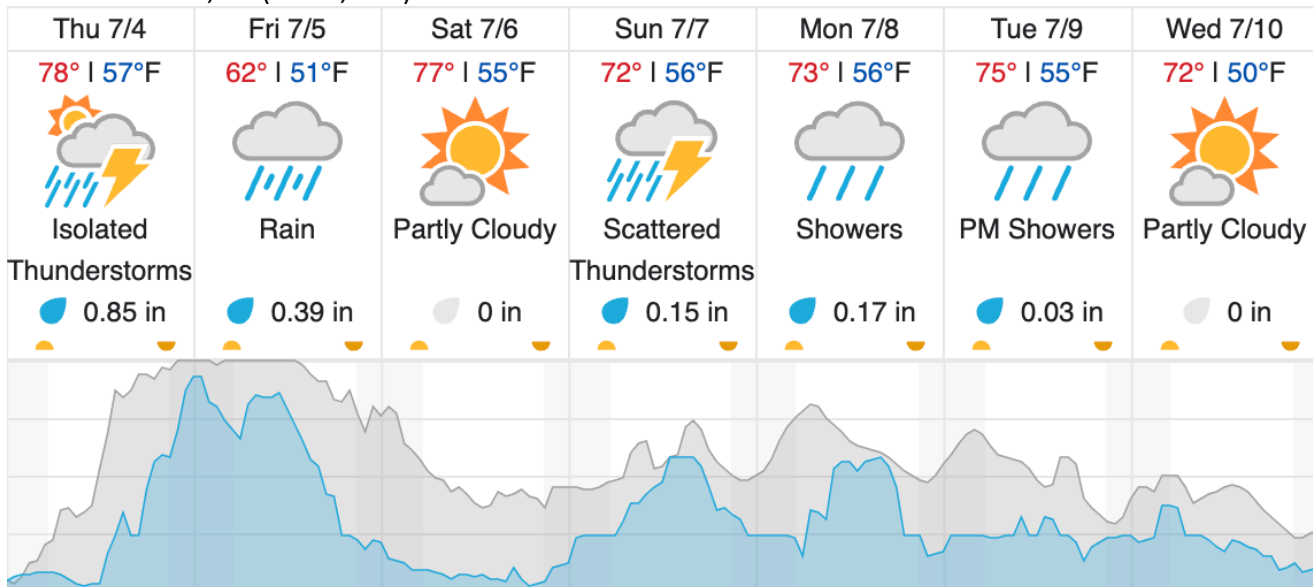 Thu 7/4 Fri 7/5 Sat 7/6 Sun 7/7 Mon 7/8 Tue 7/9 Wed 7/10
78° | 57°F 62° | 51°F 77° | 55°F 72° | 56°F 73° | 56°F 75° | 55°F 72° | 50°F
Isolated Rain Partly Cloudy Scattered Showers PM Showers Partly Cloudy
Thunderstorms Thunderstorms
0.85 in 0.39 in 0 in 0.15 in 0.17 in 0.03 in 0 in